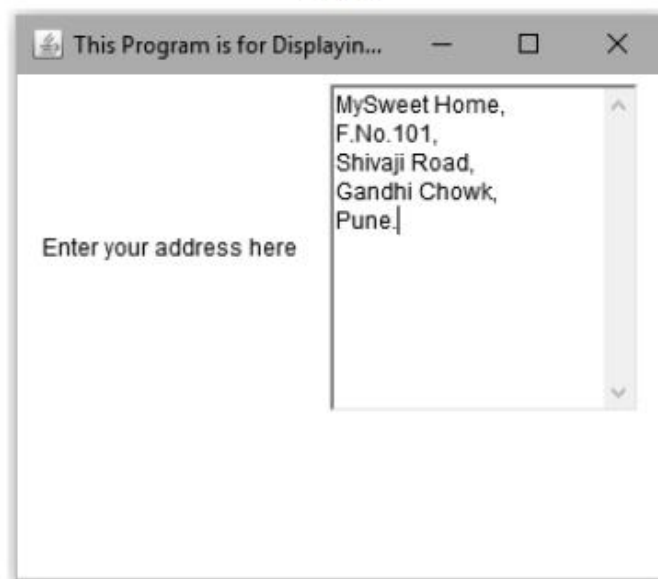 This Program is for Displayin...
MySweet Home,
F.No.101,
Shivaji Road,
Gandhi Chowk,
Pune.
Enter your address here